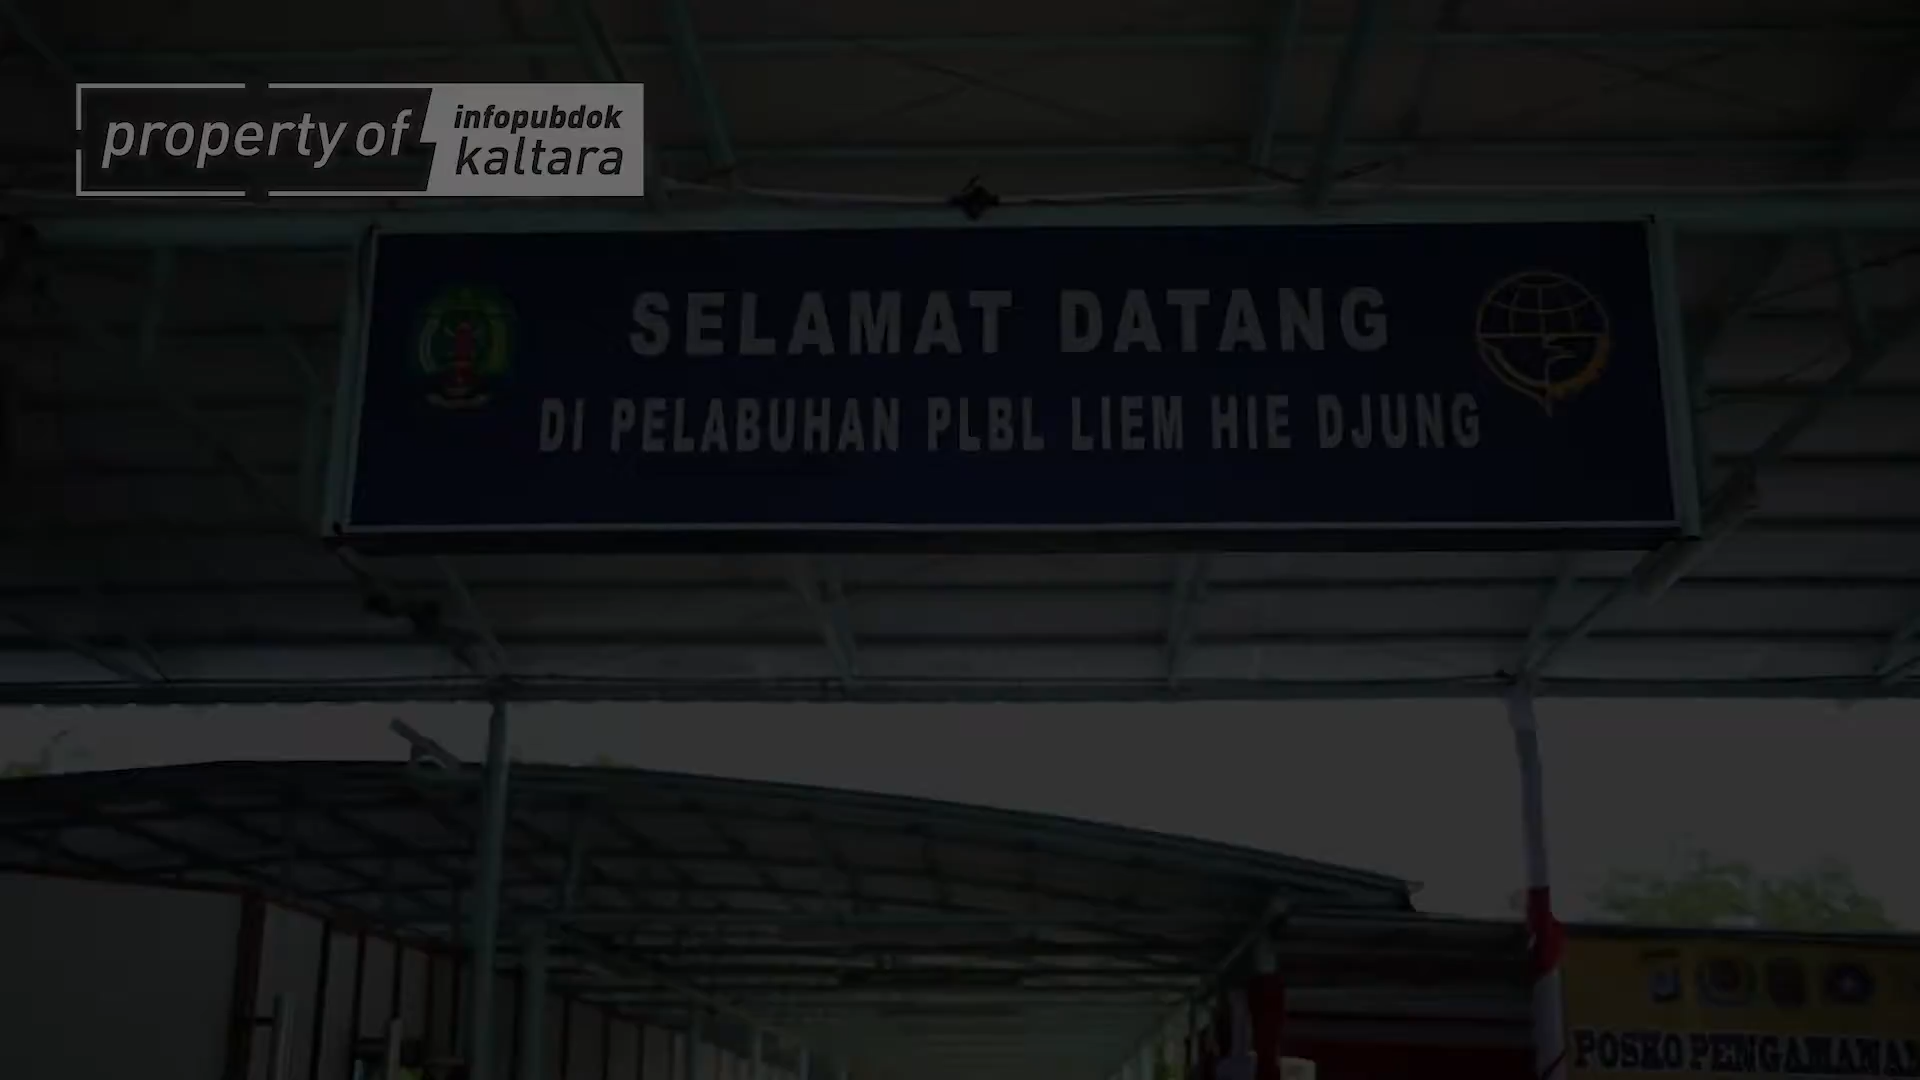 property of infopubdok
kaltara
SELAMAT DATANG
DI PELABUHAN PLBL LIEM HIE DJUNG
POSKO PENGAMANAN